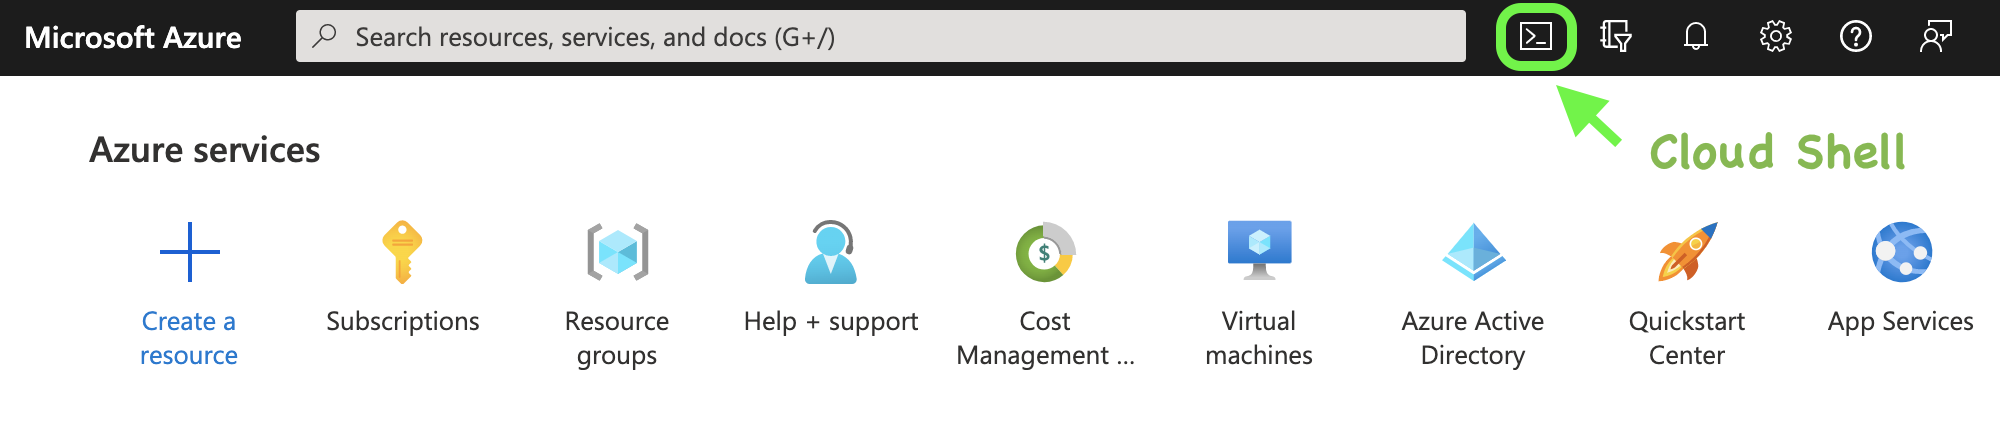 Microsoft Azure
Search resources, services, and docs (G+/)
Cloud Shell
Azure services
Create a
resource
Subscriptions
Resource
groups
Help + support
Cost
Management ...
Virtual
machines
Azure Active
Directory
Quickstart
Center
App Services